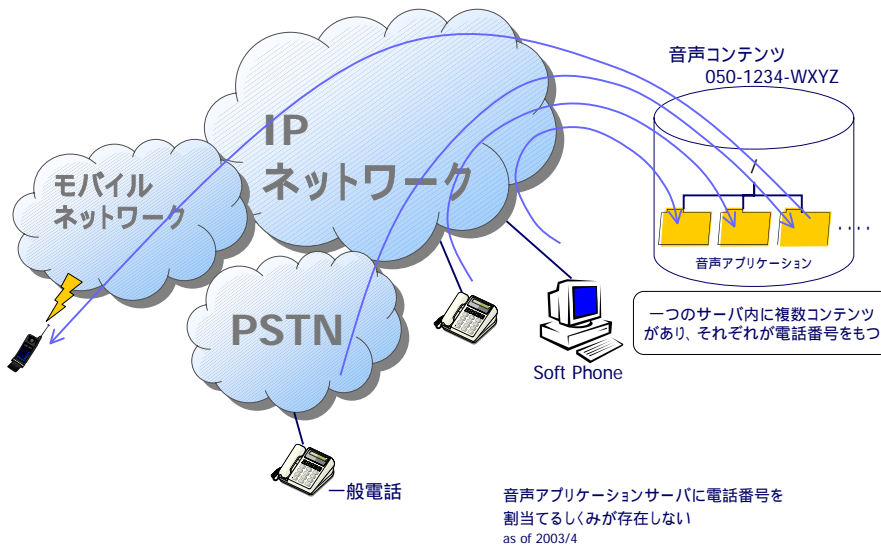 音声コンテンツ
050-1234-WXYZ
IP
ネットワーク
モバイル
ネットワーク
/
‥‥
音声アプリケーション
PSTN
一つのサーバ内に複数コンテンツ
があり、それぞれが電話番号をもつ
Soft Phone
一般電話
音声アプリケーションサーバに電話番号を
割当てるしくみが存在しない
as of 2003/4